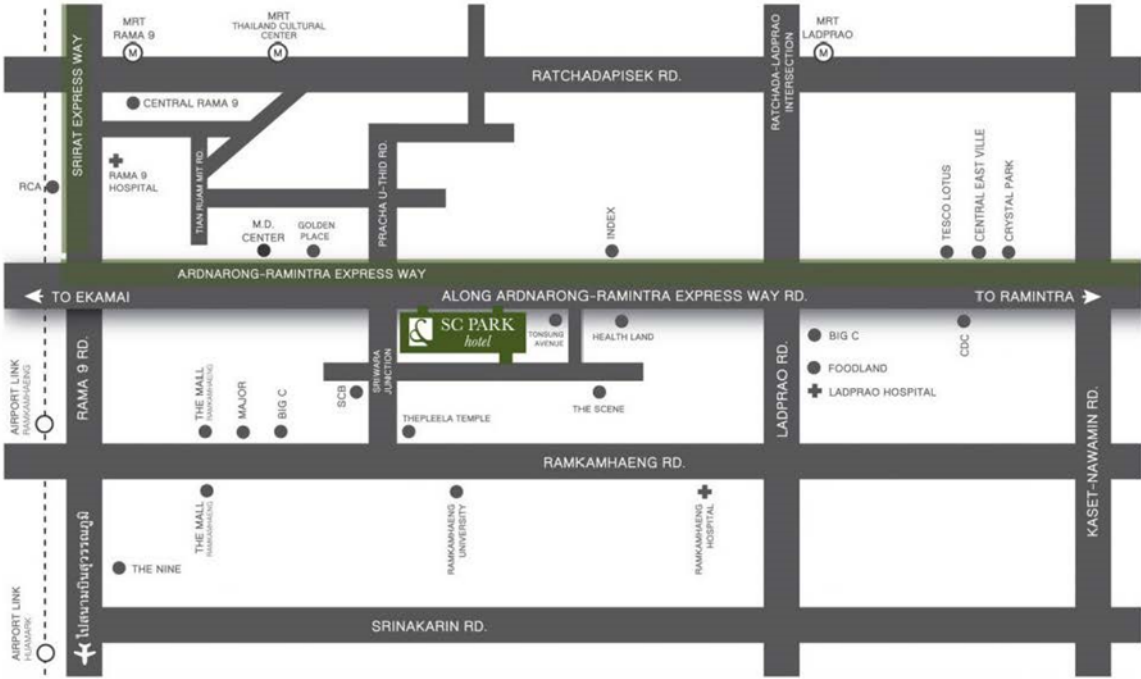 MRT
RAMA 9
M
MRT
THAILAND CULTURAL
CENTER
M
MRT
LADPRAO
M
SRIRAT EXPRESS WAY
RATCHADAPISEK RD.
RATCHADA-LADPRAO
INTERSECTION
CENTRAL RAMA 9
RAMA 9
HOSPITAL
RCA
TIAN RUAM MIT RD.
PRACHA U-THID RD.
M.D.
CENTER
GOLDEN
PLACE
INDEX
TESCO LOTUS
CENTRAL EAST VILLE
CRYSTAL PARK
ARDNARONG-RAMINTRA EXPRESS WAY
TO EKAMAI
ALONG ARDNARONG-RAMINTRA EXPRESS WAY RD.
TO RAMINTRA
& SC PARK
hotel
TONSUNG
AVENUE
HEALTH LAND
BIG C
CDC
FOODLAND
LADPRAO HOSPITAL
AIRPORT LINK
RAMKAMHAENG
RAMA 9 RD.
THE MALL
RAMKAMHAENG
MAJOR
BIG C
SCB
SRIWARA
JUNCTION
THEPLEELA TEMPLE
THE SCENE
LADPRAO RD.
KASET-NAWAMIN RD.
RAMKAMHAENG RD.
THE MALL
RAMKAMHAENG
RAMKAMHAENG
UNIVERSITY
RAMKAMHAENG
HOSPITAL
THE NINE
ไปสนามบินสุวรรณภูมิ
AIRPORT LINK
HUAMARK
SRINAKARIN RD.